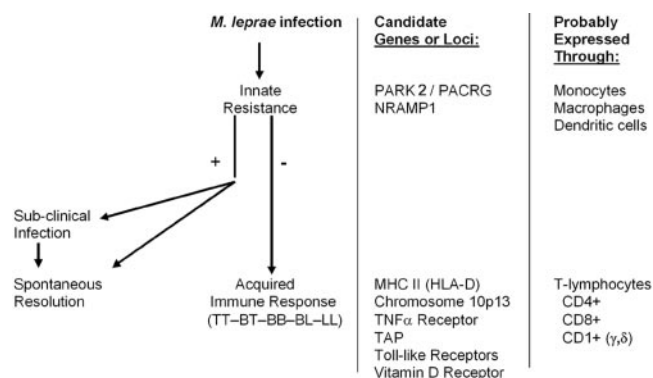 M. leprae infection
Innate
Resistance
+
-
Sub-clinical
Infection
Spontaneous
Resolution
Acquired
Immune Response
(TT–BT–BB–BL–LL)
Candidate
Genes or Loci:
PARK 2 / PACRG
NRAMP1
MHC II (HLA-D)
Chromosome 10p13
TNFα Receptor
TAP
Toll-like Receptors
Vitamin D Receptor
Probably
Expressed
Through:
Monocytes
Macrophages
Dendritic cells
T-lymphocytes
CD4+
CD8+
CD1+ (γ,δ)